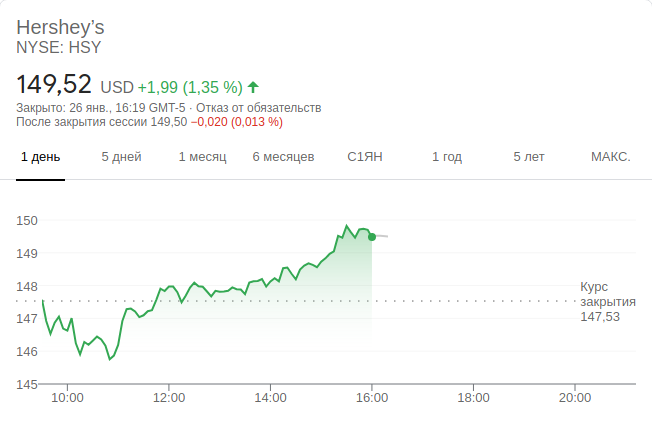 Hershey’s
NYSE: HSY
149,52 USD +1,99 (1,35 %)
Закрыто: 26 янв., 16:19 GMT-5 · Отказ от обязательств
После закрытия сессии 149,50 −0,020 (0,013 %)
1 день 5 дней 1 месяц 6 месяцев С1ЯН 1 год 5 лет МАКС.
150
149
148
147
146
145
Курс
закрытия
147,53
10:00 12:00 14:00 16:00 18:00 20:00